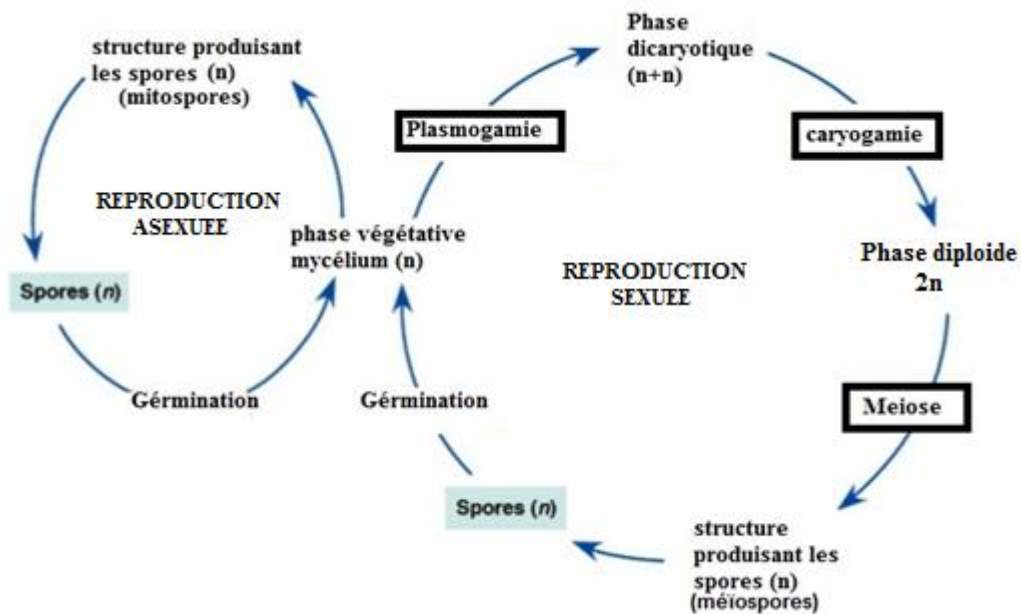 structure produisant
les spores (n)
(mitospores)
REPRODUCTION
ASEXUEE
Spores (n)
Gérmination
phase végétative
mycélium (n)
Plasmogamie
Phase
dicaryotique
(n+n)
caryogamie
Phase diploide
2n
REPRODUCTION
SEXUEE
Meiose
structure
produisant les
spores (n)
(méïospores)
Spores (n)
Gérmination